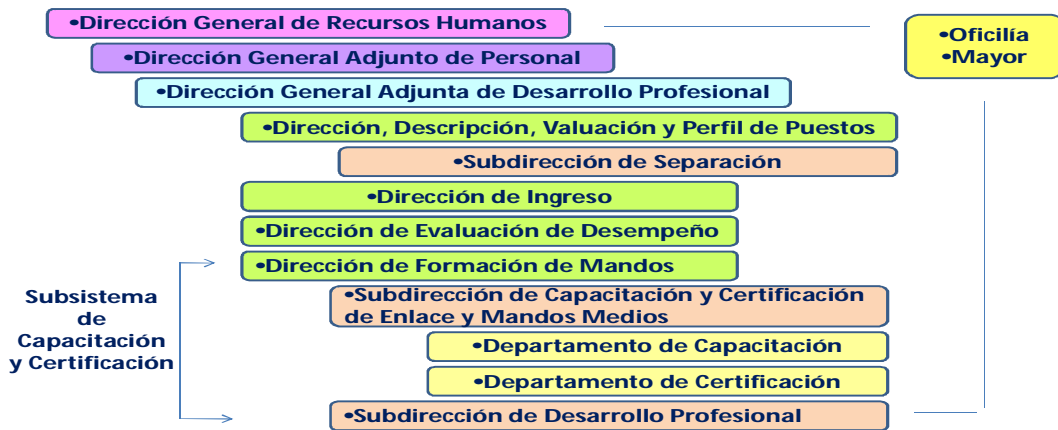 •Dirección General de Recursos Humanos
•Oficilía
•Mayor
•Dirección General Adjunto de Personal
•Dirección General Adjunta de Desarrollo Profesional
•Dirección, Descripción, Valuación y Perfil de Puestos
•Subdirección de Separación
•Dirección de Ingreso
•Dirección de Evaluación de Desempeño
•Dirección de Formación de Mandos
Subsistema
de
Capacitación
y Certificación
•Subdirección de Capacitación y Certificación
de Enlace y Mandos Medios
•Departamento de Capacitación
•Departamento de Certificación
•Subdirección de Desarrollo Profesional